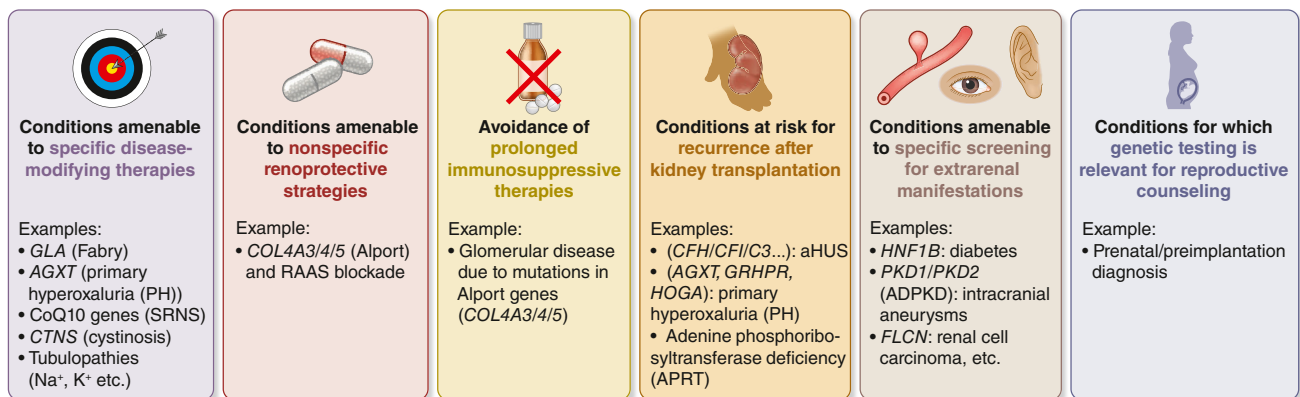 Conditions amenable
to specific disease-
modifying therapies
Examples:
• GLA (Fabry)
• AGXT (primary
hyperoxaluria (PH))
• CoQ10 genes (SRNS)
• CTNS (cystinosis)
• Tubulopathies
(Na⁺, K⁺ etc.)
Conditions amenable
to nonspecific
renoprotective
strategies
Example:
• COL4A3/4/5 (Alport)
and RAAS blockade
Avoidance of
prolonged
immunosuppressive
therapies
Example:
• Glomerular disease
due to mutations in
Alport genes
(COL4A3/4/5)
Conditions at risk for
recurrence after
kidney transplantation
Examples:
• (CFH/CFI/C3...): aHUS
• (AGXT, GRHPR,
HOGA): primary
hyperoxaluria (PH)
• Adenine phosphoribo-
syltransferase deficiency
(APRT)
Conditions amenable
to specific screening
for extrarenal
manifestations
Examples:
• HNF1B: diabetes
• PKD1/PKD2
(ADPKD): intracranial
aneurysms
• FLCN: renal cell
carcinoma, etc.
Conditions for which
genetic testing is
relevant for reproductive
counseling
Example:
• Prenatal/preimplantation
diagnosis